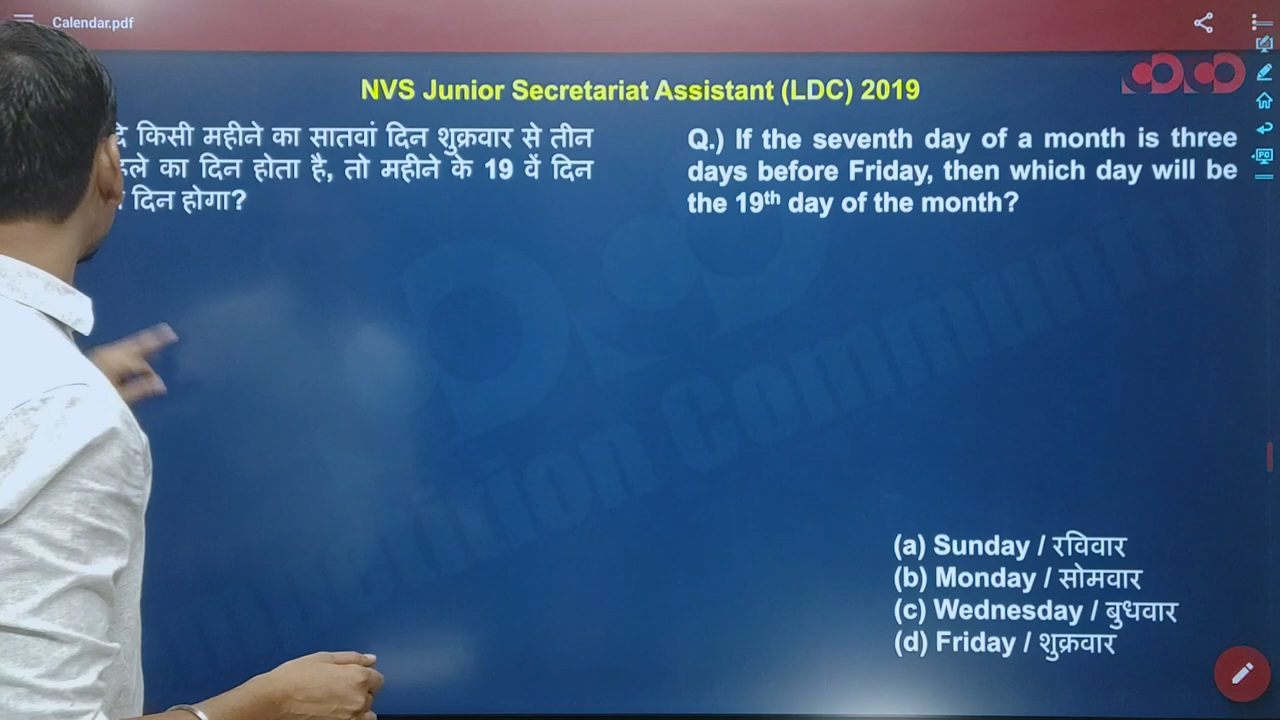 Calendar.pdf
NVS Junior Secretariat Assistant (LDC) 2019
किसी महीने का सातवां दिन शुक्रवार से तीन
का दिन होता है, तो महीने के 19 वें दिन
दिन होगा?
Q.) If the seventh day of a month is three
days before Friday, then which day will be
the 19th day of the month?
(a) Sunday / रविवार
(b) Monday / सोमवार
(c) Wednesday / बुधवार
(d) Friday / शुक्रवार
Community